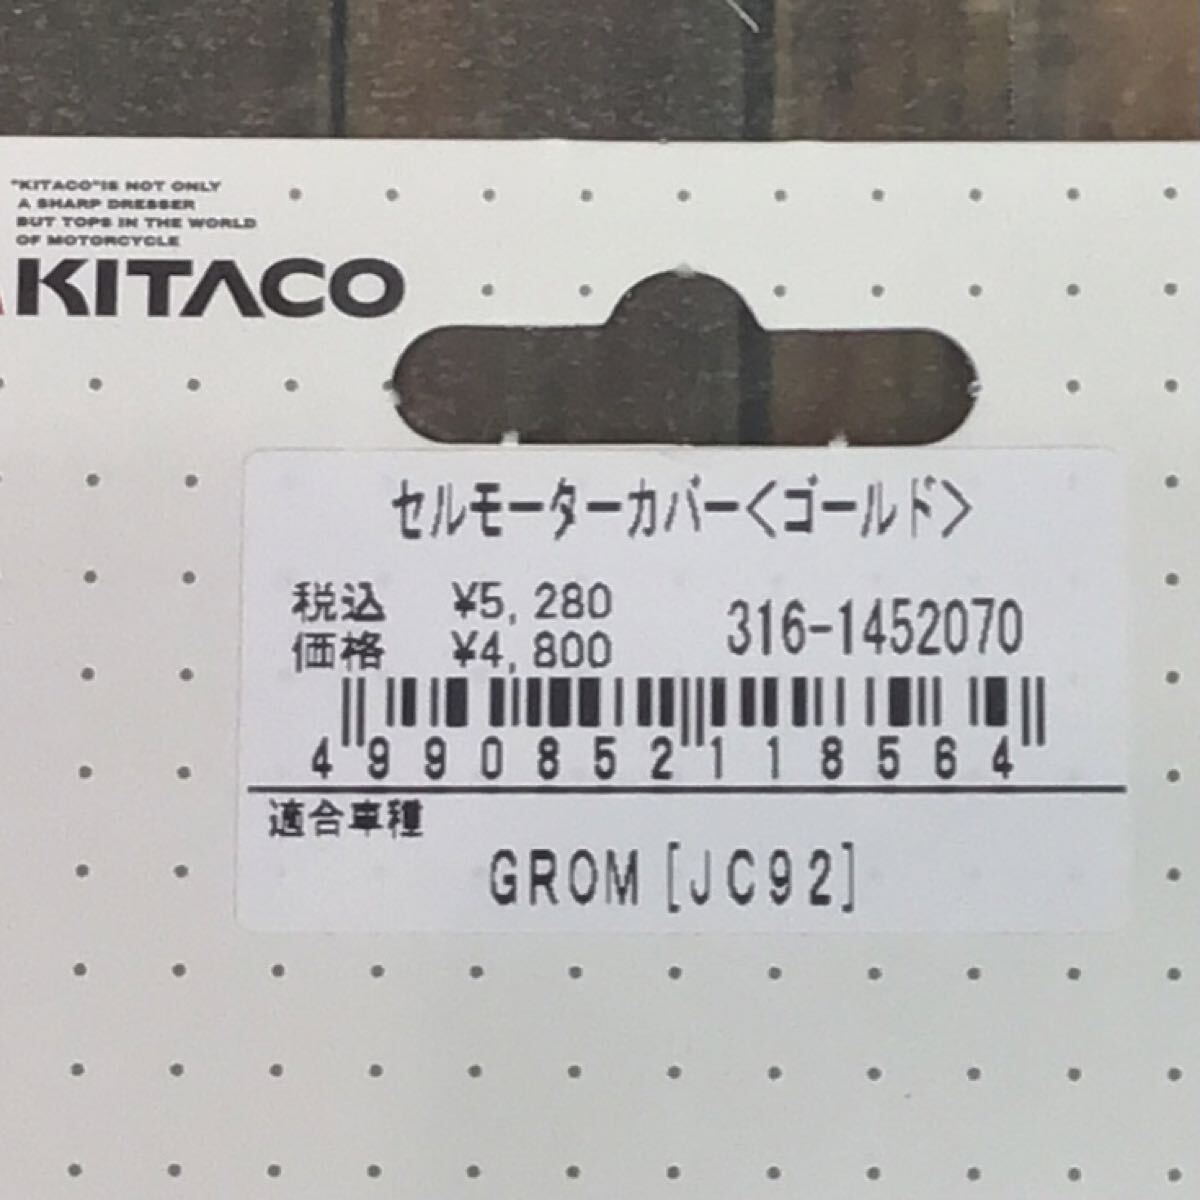 "KITACO"IS NOT ONLY
A SHARP DRESSER
BUT TOPS IN THE WORLD
OF MOTORCYCLE
KITACO
セルモーターカバー<ゴールド>
税込 ¥5,280
価格 ¥4,800
316-1452070
4990852118564
適合車種
GROM[JC92]